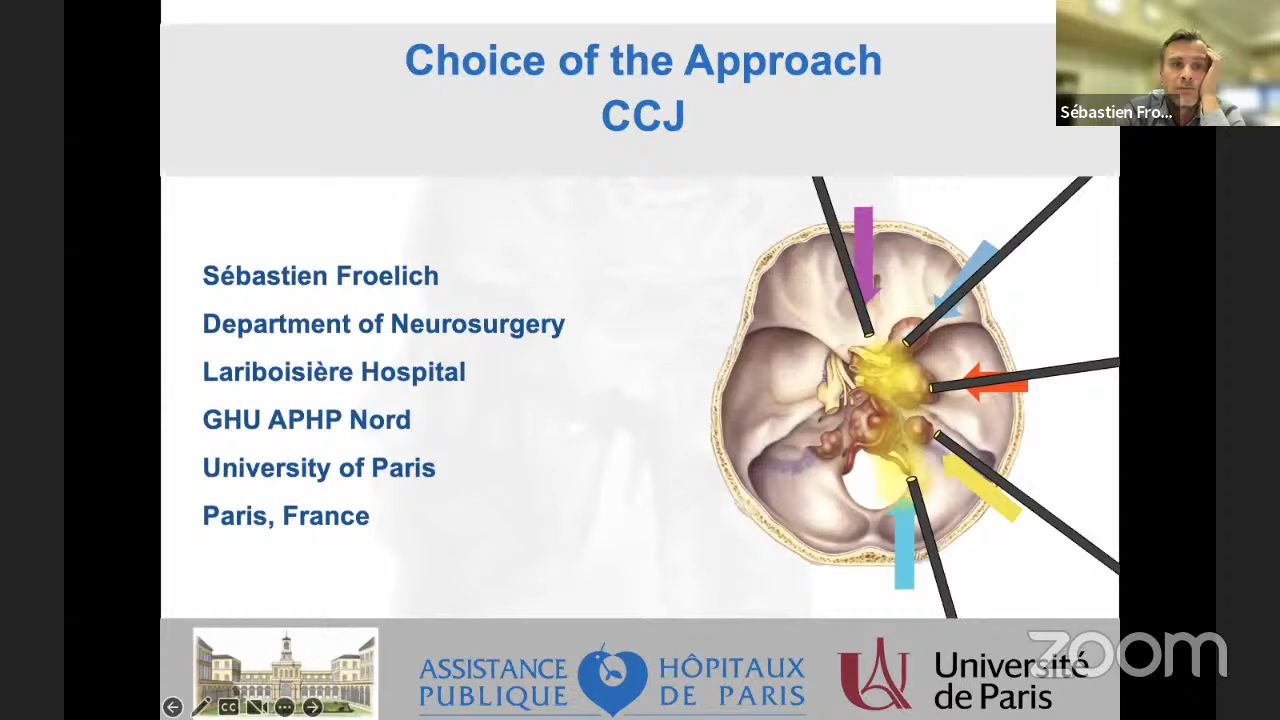 Choice of the Approach
CCJ
Sébastien Fro...
Sébastien Froelich
Department of Neurosurgery
Lariboisière Hospital
GHU APHP Nord
University of Paris
Paris, France
ASSISTANCE
PUBLIQUE
HÔPITAUX
DE PARIS
Université
de Paris
zoom
CC